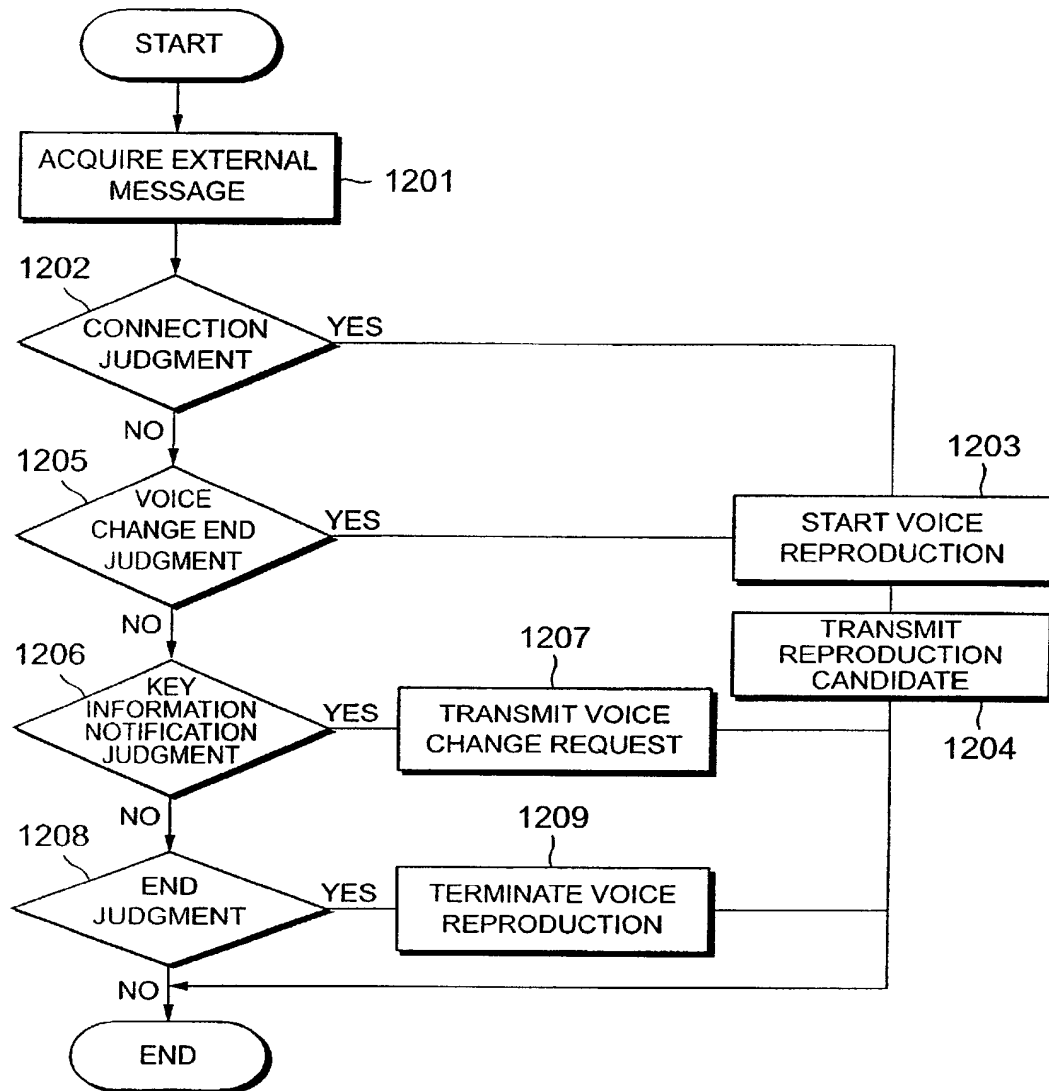 START
ACQUIRE EXTERNAL
MESSAGE
1201
1202
CONNECTION
JUDGMENT
YES
NO
1203
START VOICE
REPRODUCTION
1205
VOICE
CHANGE END
JUDGMENT
YES
NO
TRANSMIT
REPRODUCTION
CANDIDATE
1204
1206
KEY
INFORMATION
NOTIFICATION
JUDGMENT
YES
1207
TRANSMIT VOICE
CHANGE REQUEST
NO
1208
END
JUDGMENT
YES
1209
TERMINATE VOICE
REPRODUCTION
NO
END